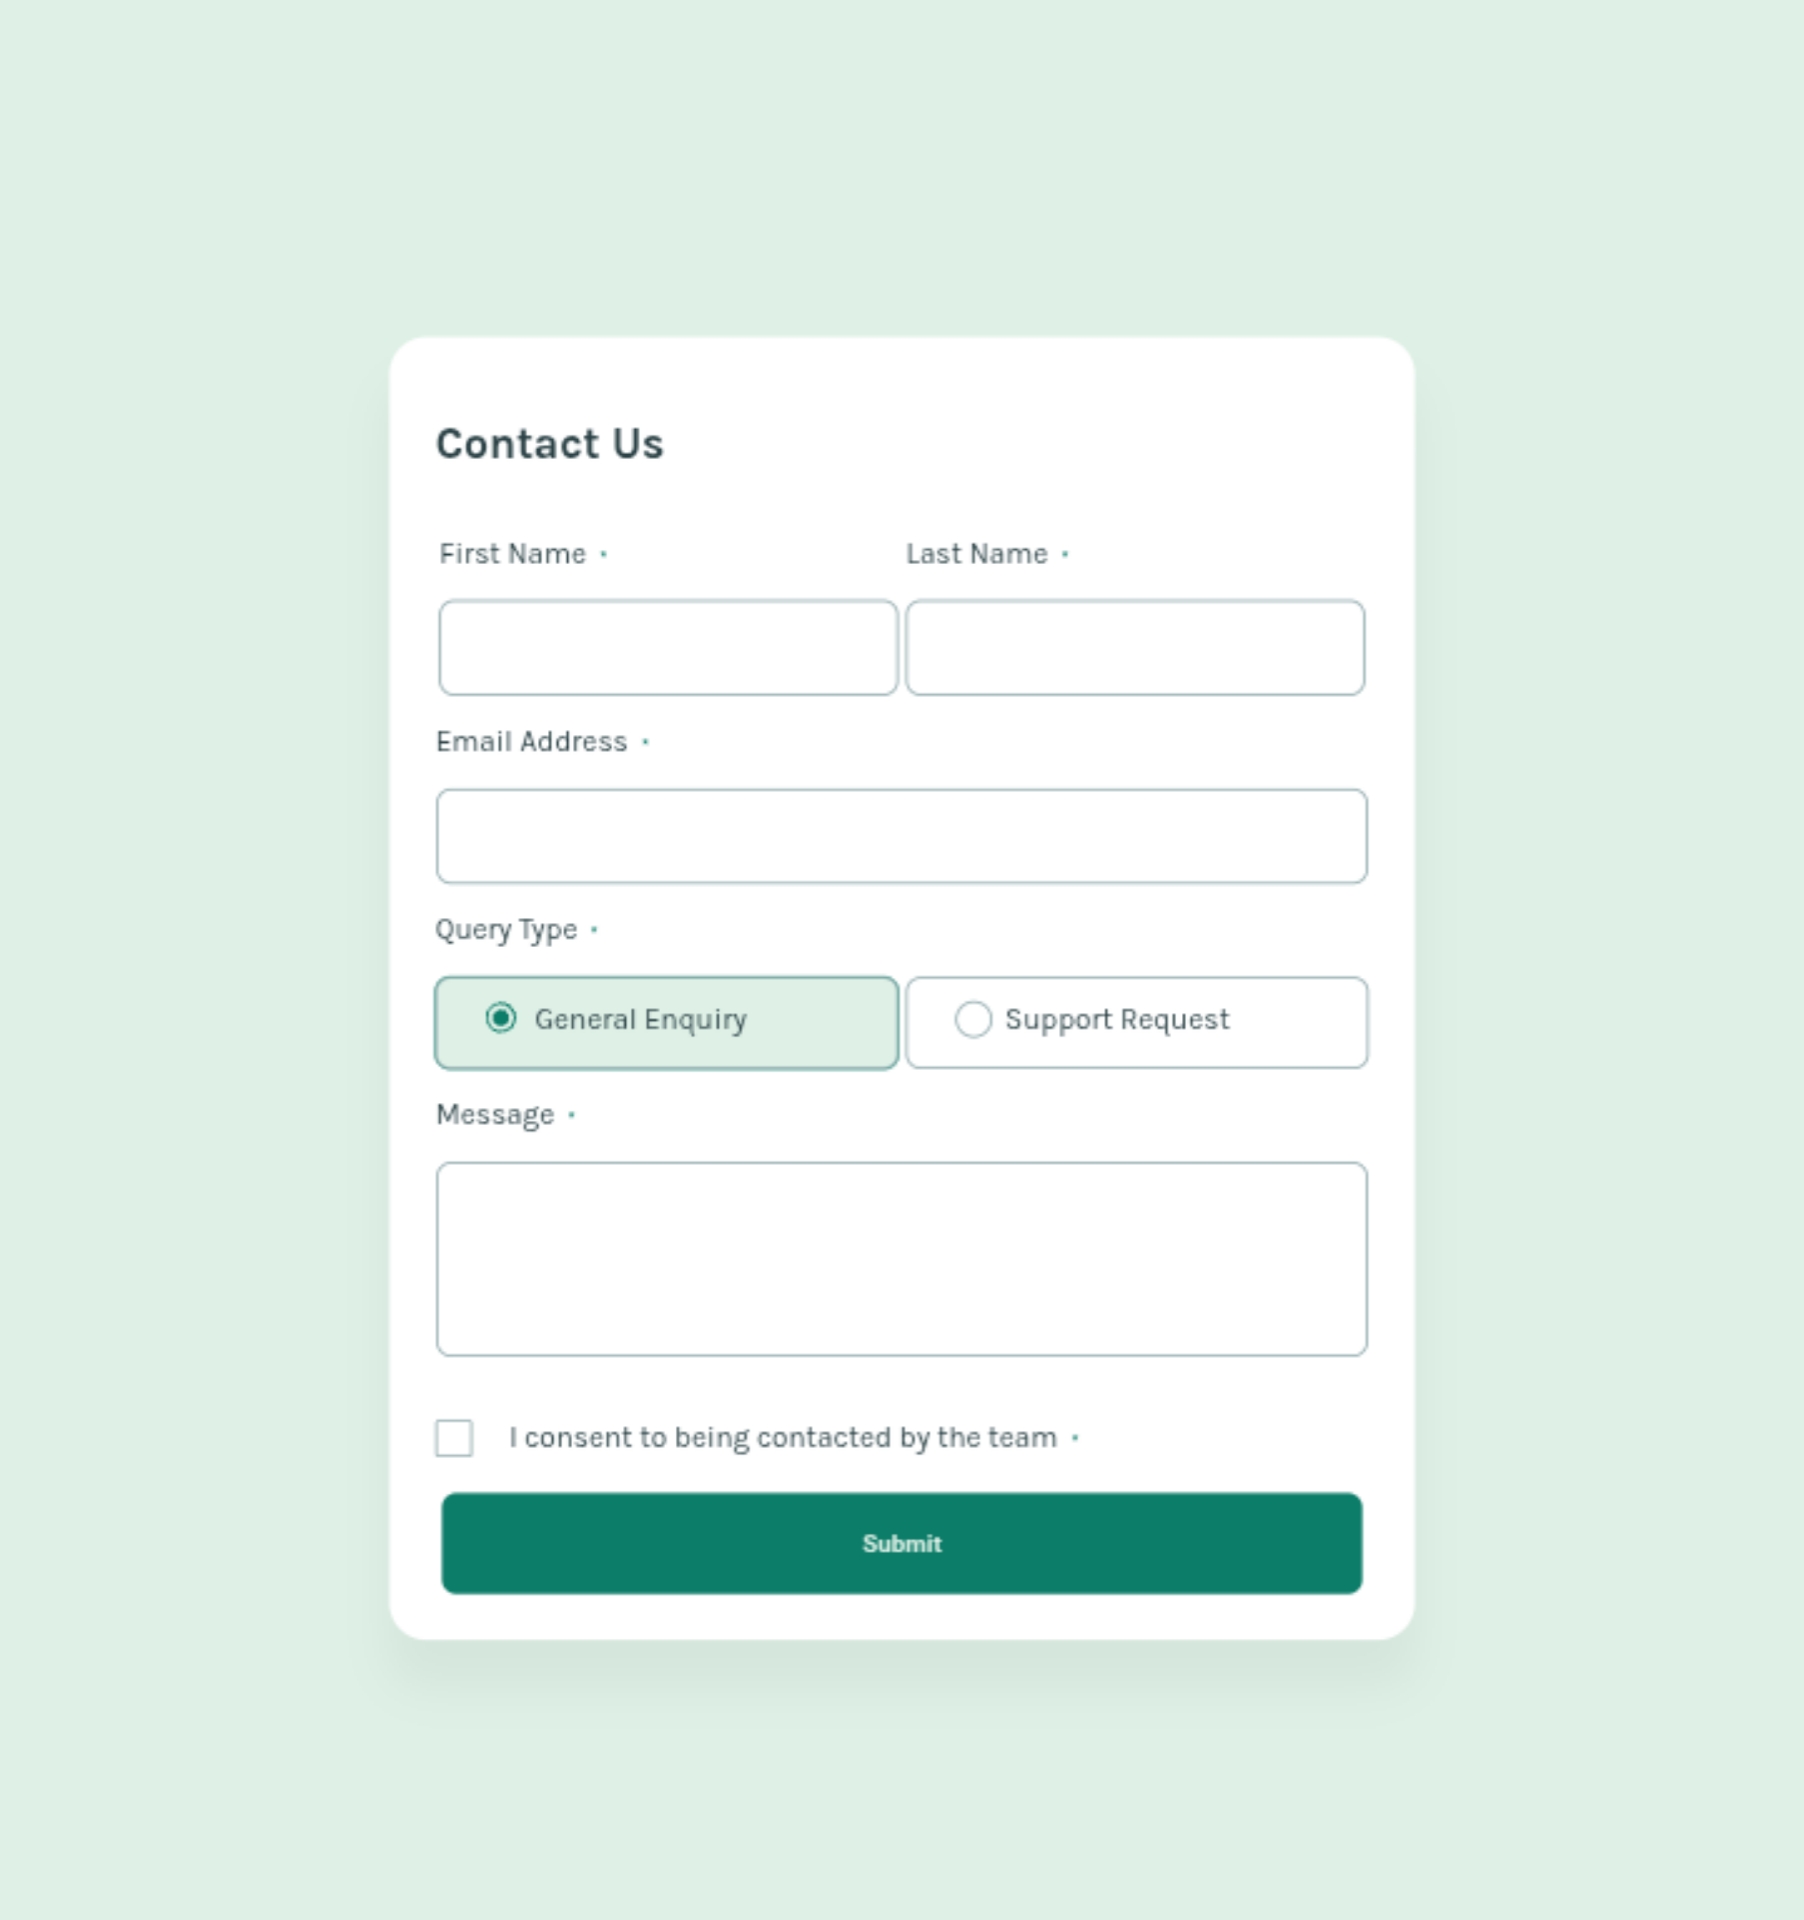 Contact Us
First Name ·
Last Name ·
Email Address ·
Query Type ·
General Enquiry
Support Request
Message ·
I consent to being contacted by the team ·
Submit